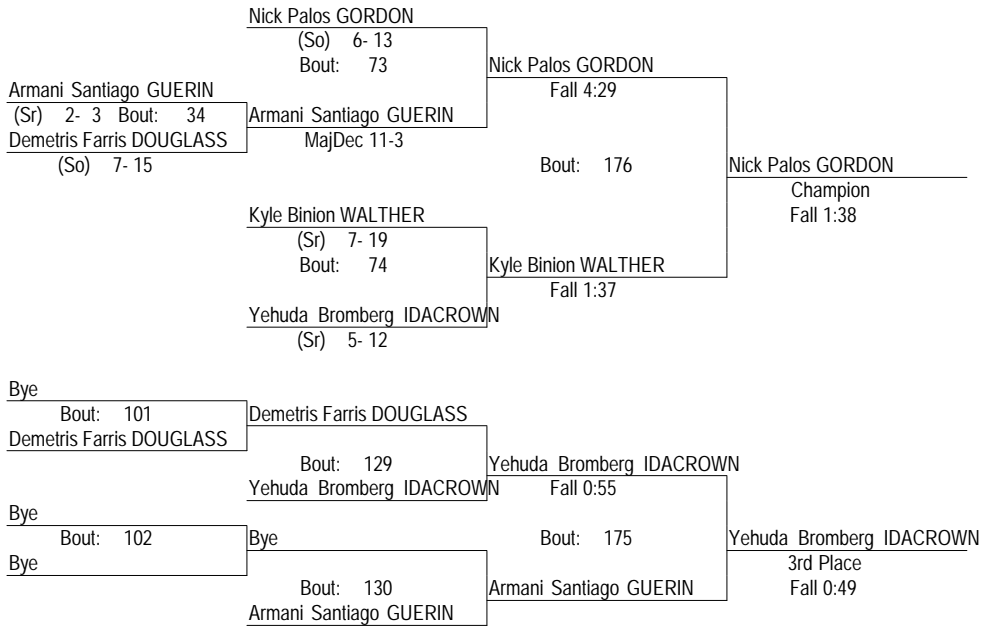 Nick Palos GORDON
(So) 6- 13
Bout: 73
Nick Palos GORDON
Fall 4:29
Armani Santiago GUERIN
(Sr) 2- 3 Bout: 34
Armani Santiago GUERIN
MajDec 11-3
Demetris Farris DOUGLASS
(So) 7- 15
Bout: 176
Nick Palos GORDON
Champion
Fall 1:38
Kyle Binion WALTHER
(Sr) 7- 19
Bout: 74
Kyle Binion WALTHER
Fall 1:37
Yehuda Bromberg IDACROWN
(Sr) 5- 12
Bye
Bout: 101
Demetris Farris DOUGLASS
Demetris Farris DOUGLASS
Bout: 129
Yehuda Bromberg IDACROWN
Yehuda Bromberg IDACROWN
Fall 0:55
Bye
Bout: 102
Bye
Bye
Bout: 175
Yehuda Bromberg IDACROWN
3rd Place
Fall 0:49
Bout: 130
Armani Santiago GUERIN
Armani Santiago GUERIN